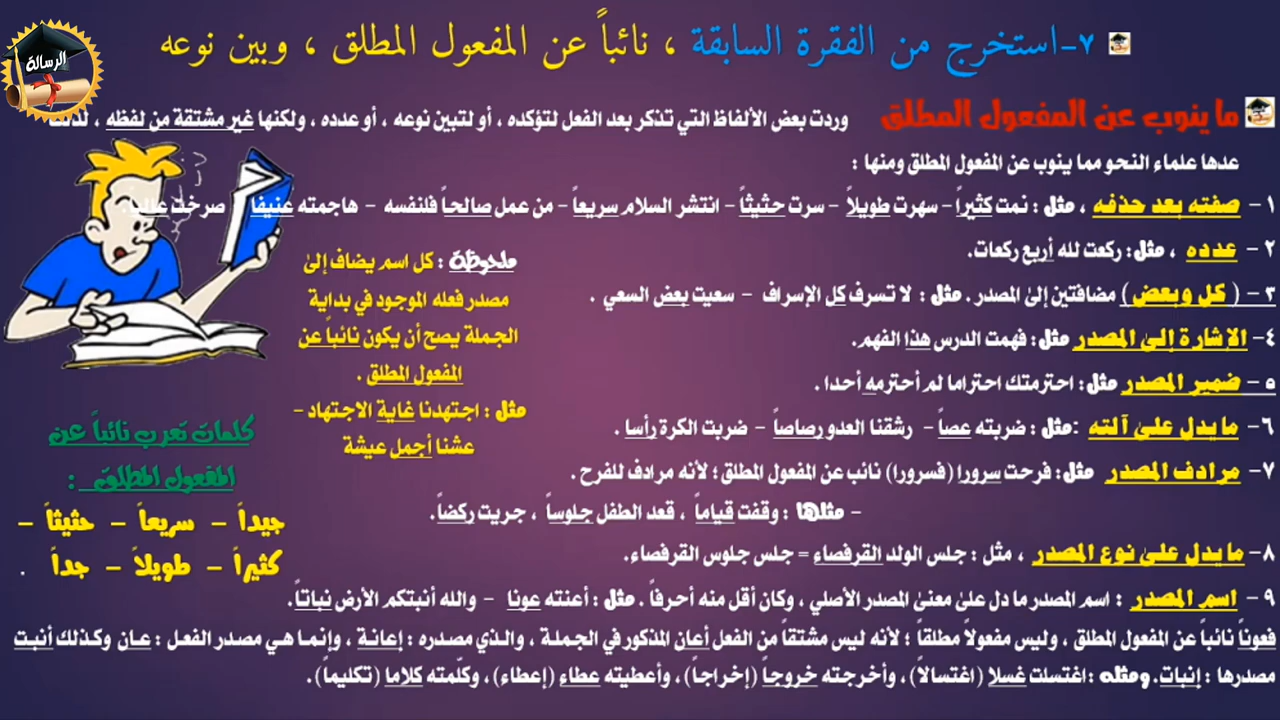 ٧-استخرج من الفقرة السابقة ، نائباً عن المفعول المطلق ، وبين نوعه
الرسالة
ما ينوب عن المفعول المطلق وردت بعض الألفاظ التي تذكر بعد الفعل لتؤكده ، أو لتبين نوعه ، أو عدده ، ولكنها غير مشتقة من لفظه ، لذلك
عدها علماء النحو مما ينوب عن المفعول المطلق ومنها :
١- صفته بعد حذفه ، مثل : نمت كثيراً - سهرت طويلاً - سرت حثيثاً - انتشر السلام سريعاً - من عمل صالحاً فلنفسه - هاجمته عنيفا - صرخت عالياً.
٢ - عدده ، مثل: ركعت لله أربع ركعات.
٣ - ( كل وبعض) مضافتين إلى المصدر . مثل : لا تسرف كل الإسراف - سعيت بعض السعي .
٤- الإشارة إلى المصدر مثل: فهمت الدرس هذا الفهم.
٥ - ضمير المصدر مثل: احترمتك احتراما لم أحترمه أحدا .
٦- ما يدل على آلته :مثل : ضربته عصاً - رشقنا العدو رصاصاً - ضربت الكرة رأسا .
٧- مرادف المصدر مثل: فرحت سرورا (فسرورا) نائب عن المفعول المطلق؛ لأنه مرادف للفرح .
- مثلها : وقفت قياماً ، قعد الطفل جلوساً ، جريت ركضاً.
٨- ما يدل على نوع المصدر ، مثل : جلس الولد القرفصاء = جلس جلوس القرفصاء.
٩ - اسم المصدر : اسم المصدر ما دل على معنى المصدر الأصلي ، وكان أقل منه أحرفاً . مثل : أعنته عونا - والله أنبتكم الأرض نباتاً.
فعوناً نائباً عن المفعول المطلق ، وليس مفعولاً مطلقاً ؛ لأنه ليس مشتقاً من الفعل أعان المذكور في الجملة ، والذي مصدره : إعانة ، وإنما هي مصدر الفعل : عـان وكذلك أنبت
مصدرها : إنبات. ومثله : اغتسلت غسلا (اغتسالاً) ، وأخرجته خروجاً (إخراجاً) ، وأعطيته عطاء (إعطاء) ، وكلّمته كلاما (تكليماً).
ملحوظة : كل اسم يضاف إلى
مصدر فعله الموجود في بداية
الجملة يصح أن يكون نائباً عن
المفعول المطلق .
مثل : اجتهدنا غاية الاجتهاد -
عشنا أجمل عيشة
كلمات تعرب نائباً عن
المفعول المطلق :
جيداً - سريعاً - حثيثاً -
كثيراً - طويلاً - جداً .